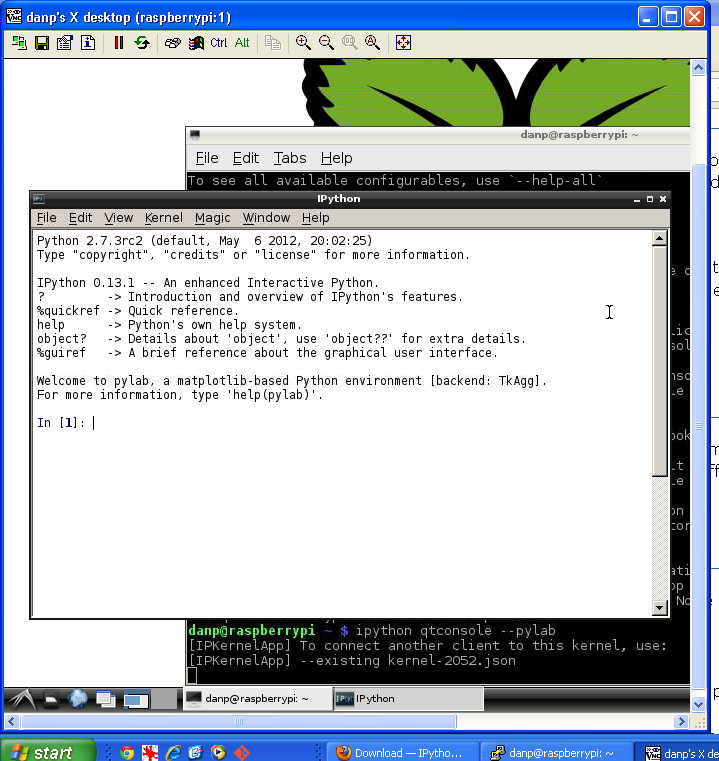 danp's X desktop (raspberrypi:1)
Ctrl Alt
danp@raspberrypi: ~
File Edit Tabs Help
To see all available configurables, use `--help-all`
IPython
File Edit View Kernel Magic Window Help
Python 2.7.3rc2 (default, May  6 2012, 20:02:25)
Type "copyright", "credits" or "license" for more information.
IPython 0.13.1 -- An enhanced Interactive Python.
?         -> Introduction and overview of IPython's features.
%quickref -> Quick reference.
help      -> Python's own help system.
object?   -> Details about 'object', use 'object??' for extra details.
%guiref   -> A brief reference about the graphical user interface.
Welcome to pylab, a matplotlib-based Python environment [backend: TkAgg].
For more information, type 'help(pylab)'.
In [1]:
danp@raspberrypi ~ $ ipython qtconsole --pylab
[IPKernelApp] To connect another client to this kernel, use:
[IPKernelApp] --existing kernel-2052.json
danp@raspberrypi: ~ IPython
start Download — IPytho... danp@raspberrypi: ~ danp's X de